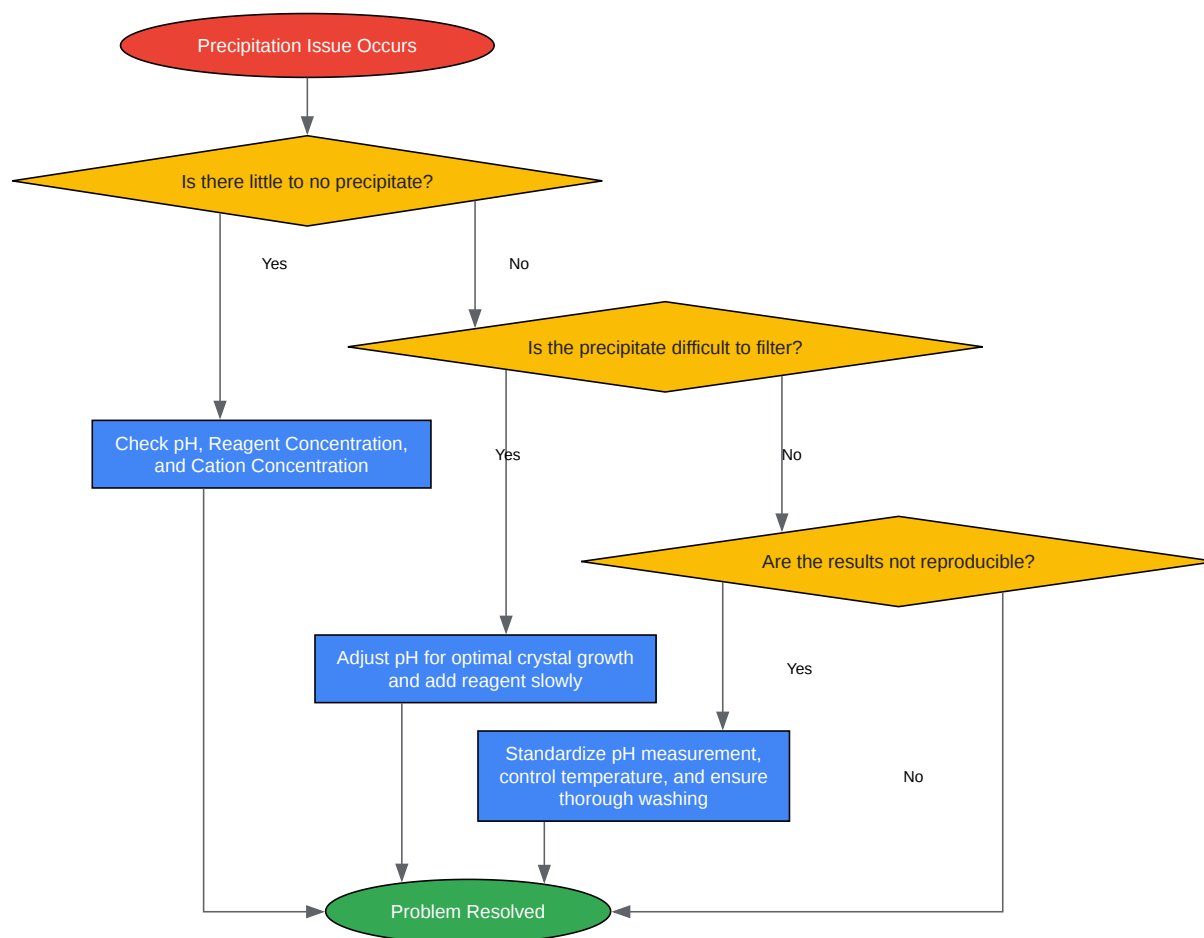 Precipitation Issue Occurs
Is there little to no precipitate?
Yes
No
Is the precipitate difficult to filter?
Check pH, Reagent Concentration,
and Cation Concentration
Yes
No
Are the results not reproducible?
Adjust pH for optimal crystal growth
and add reagent slowly
Yes
Standardize pH measurement,
control temperature, and ensure
thorough washing
No
Problem Resolved